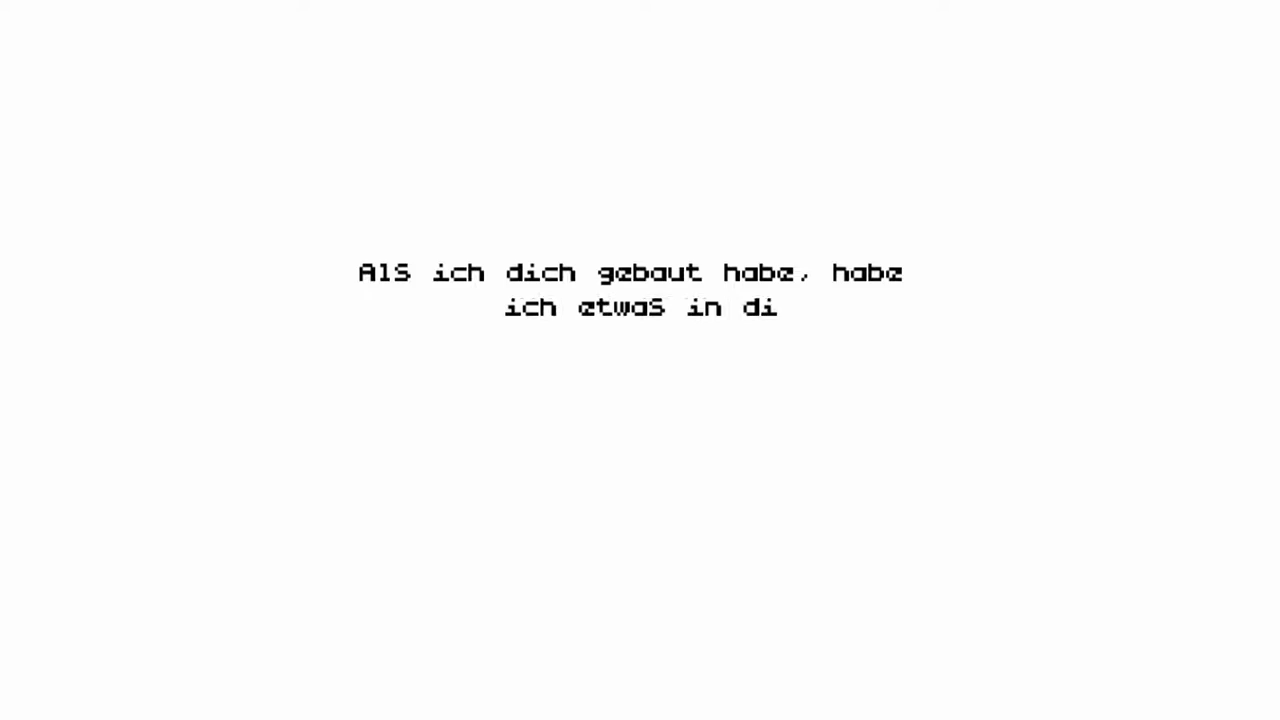 Als ich dich gebaut habe, habe
ich etwas in di